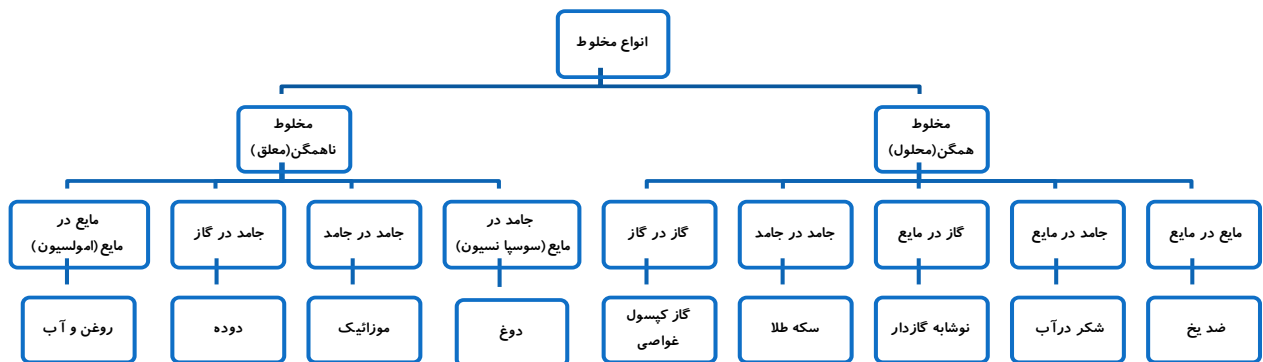 انواع مخلوط
مخلوط
همگن(محلول)
مخلوط
ناهمگن(معلق)
مایع در مایع
جامد در مایع
گاز در مایع
جامد در جامد
گاز در گاز
جامد در
مایع(سوسپا نسیون)
جامد در جامد
جامد در گاز
مایع در
مایع(امولسیون)
ضد یخ
شکر درآب
نوشابه گازدار
سکه طلا
گاز کپسول
غواصی
دوغ
موزائیک
دوده
روغن و آب